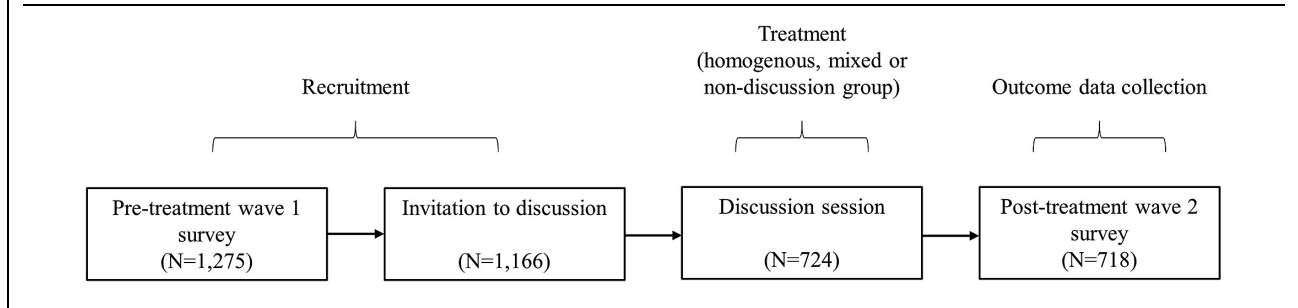 Recruitment
Treatment
(homogenous, mixed or
non-discussion group)
Outcome data collection
Pre-treatment wave 1
survey
(N=1,275)
Invitation to discussion
(N=1,166)
Discussion session
(N=724)
Post-treatment wave 2
survey
(N=718)